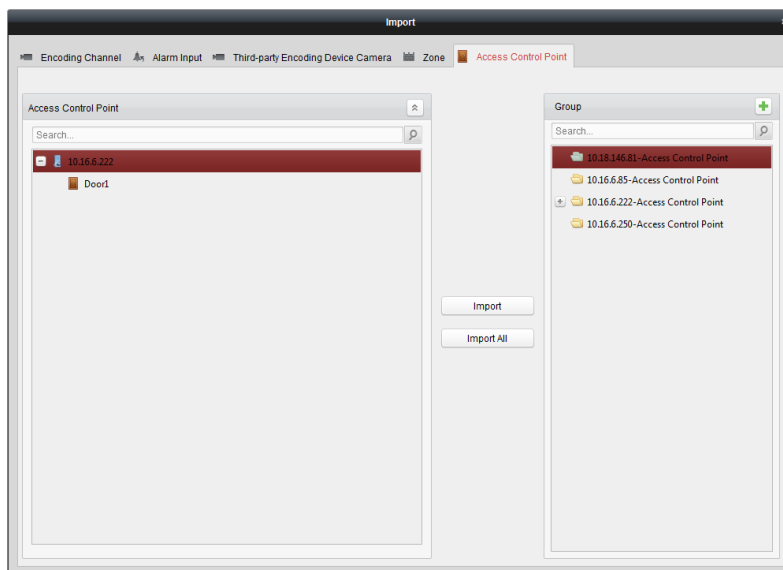 Import
Encoding Channel Alarm Input Third-party Encoding Device Camera Zone Access Control Point
Access Control Point
Search...
10.16.6.222
Door1
Import
Import All
Group
Search...
10.18.146.81-Access Control Point
10.16.6.85-Access Control Point
10.16.6.222-Access Control Point
10.16.6.250-Access Control Point